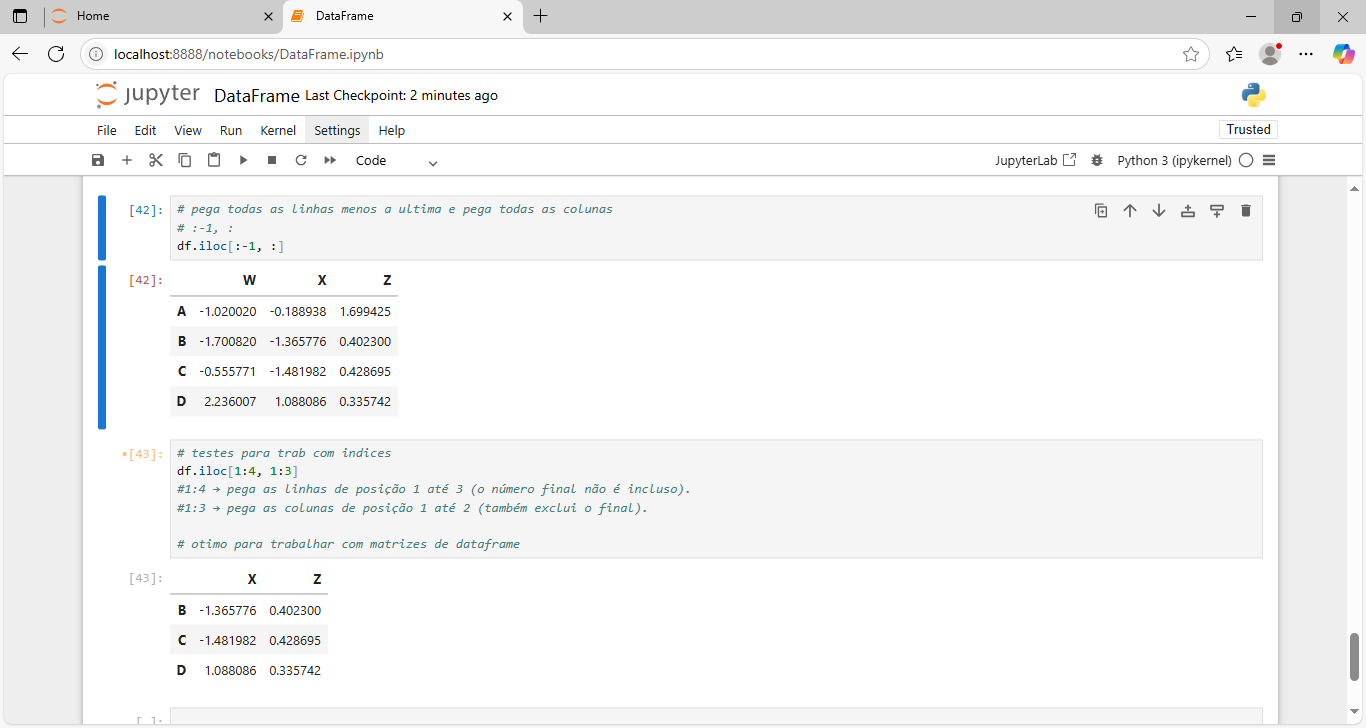 Home
DataFrame
localhost:8888/notebooks/DataFrame.ipynb
jupyter DataFrame Last Checkpoint: 2 minutes ago
File Edit View Run Kernel Settings Help
Trusted
Code
JupyterLab
Python 3 (ipykernel)
[42]:
# pega todas as linhas menos a ultima e pega todas as colunas
# :-1, :
df.iloc[:-1, :]
[42]:
W X Z
A -1.020020 -0.188938 1.699425
B -1.700820 -1.365776 0.402300
C -0.555771 -1.481982 0.428695
D 2.236007 1.088086 0.335742
•[43]:
# testes para trab com indices
df.iloc[1:4, 1:3]
#1:4 → pega as linhas de posição 1 até 3 (o número final não é incluso).
#1:3 → pega as colunas de posição 1 até 2 (também exclui o final).
# otimo para trabalhar com matrizes de dataframe
[43]:
X Z
B -1.365776 0.402300
C -1.481982 0.428695
D 1.088086 0.335742
[ ]: